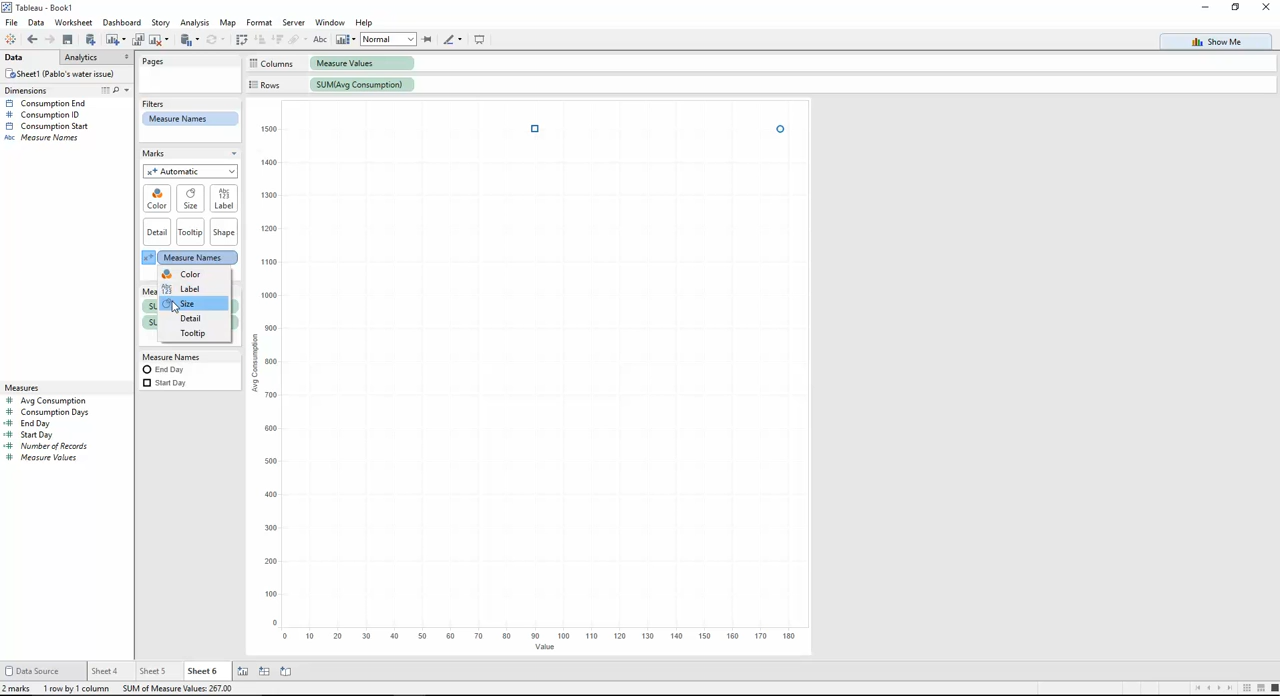 Tableau - Book1
File Data Worksheet Dashboard Story Analysis Map Format Server Window Help
Abc Normal Show Me
Data Analytics
Sheet1 (Pablo's water issue)
Dimensions
Consumption End
Consumption ID
Consumption Start
Abc Measure Names
Measures
Avg Consumption
Consumption Days
End Day
Start Day
Number of Records
Measure Values
Pages
Filters
Measure Names
Marks
Automatic
Color Size Abc 123 Label
Detail Tooltip Shape
Measure Names
Color
Label
Size
Detail
Tooltip
Mea
SU
SU
Measure Names
End Day
Start Day
Columns Measure Values
Rows SUM(Avg Consumption)
Avg Consumption
1500
1400
1300
1200
1100
1000
900
800
700
600
500
400
300
200
100
0
0 10 20 30 40 50 60 70 80 90 100 110 120 130 140 150 160 170 180
Value
Data Source Sheet 4 Sheet 5 Sheet 6
2 marks 1 row by 1 column SUM of Measure Values: 267.00